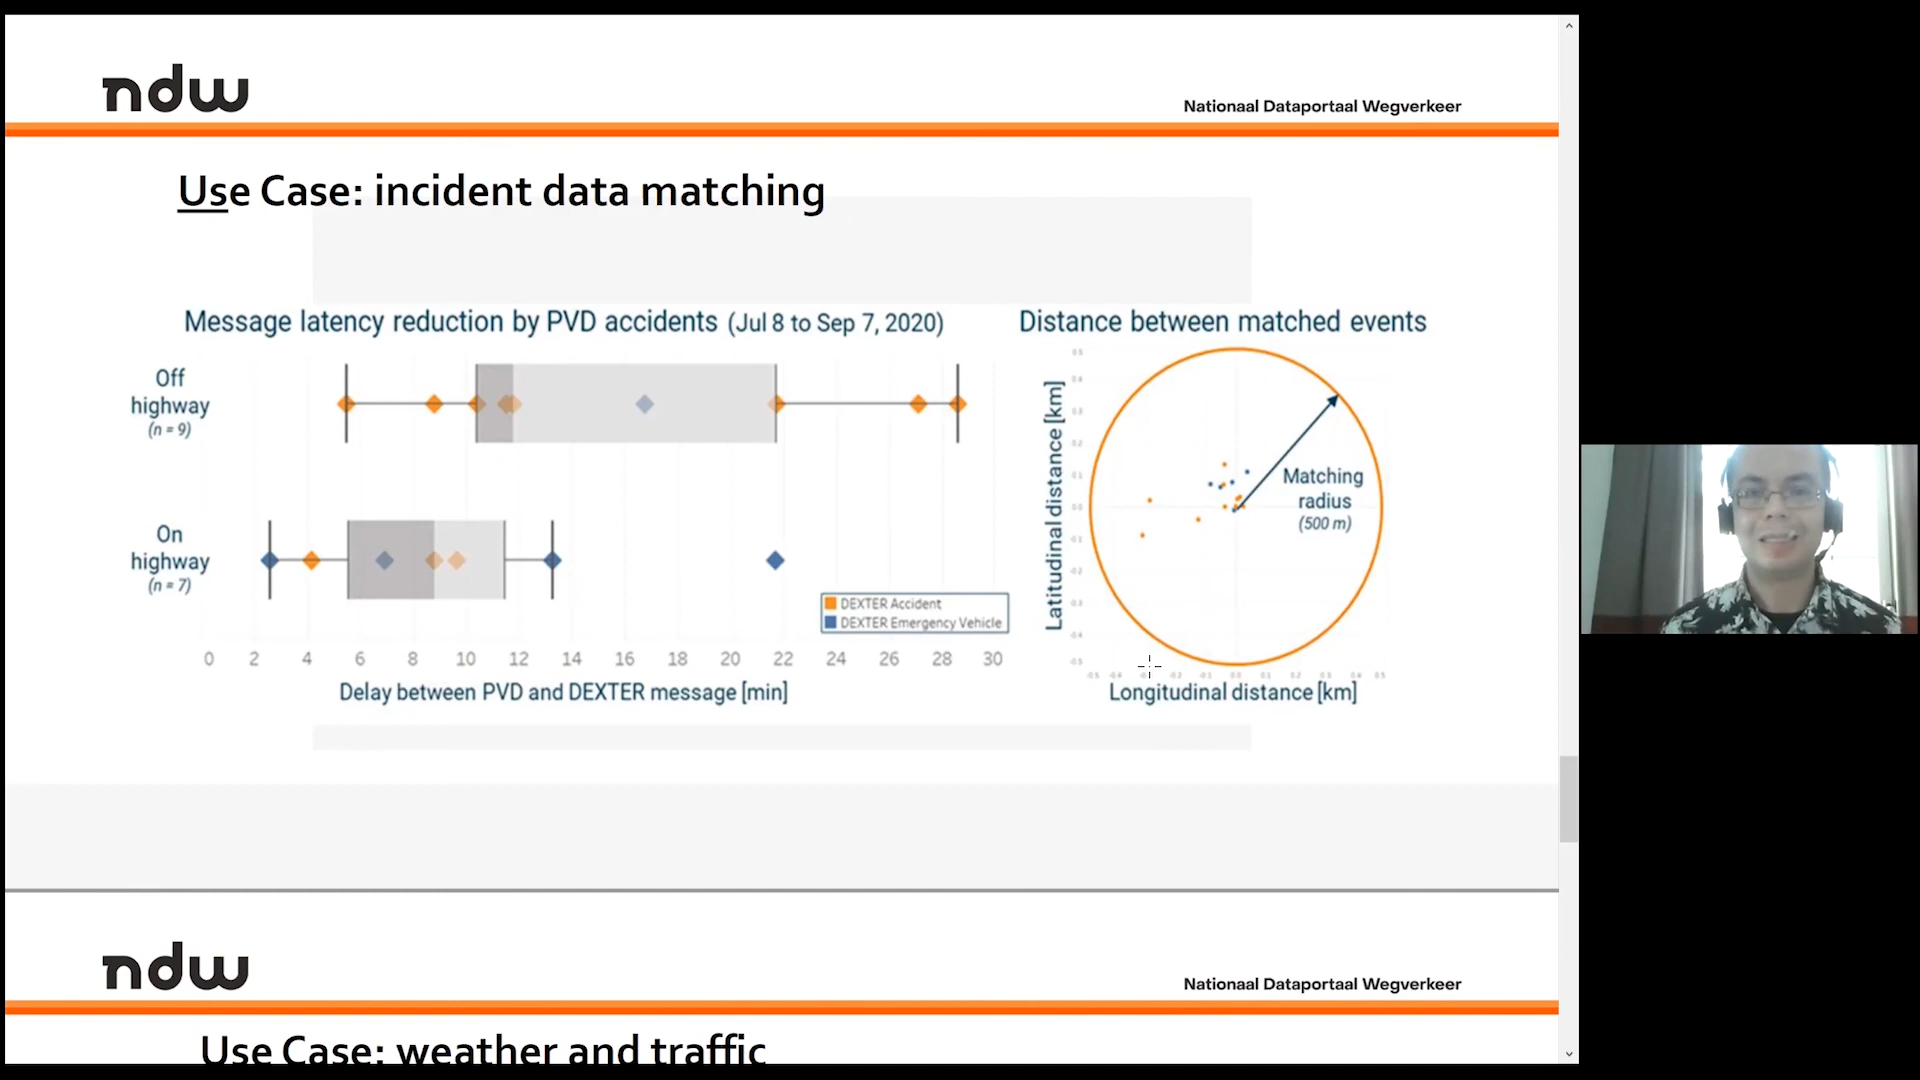 ndw
Nationaal Dataportaal Wegverkeer
Use Case: incident data matching
Message latency reduction by PVD accidents (Jul 8 to Sep 7, 2020)
Off
highway
(n = 9)
On
highway
(n = 7)
DEXTER Accident
DEXTER Emergency Vehicle
0 2 4 6 8 10 12 14 16 18 20 22 24 26 28 30
Delay between PVD and DEXTER message [min]
Distance between matched events
Latitudinal distance [km]
Matching
radius
(500 m)
Longitudinal distance [km]
ndw
Nationaal Dataportaal Wegverkeer
Use Case: weather and traffic